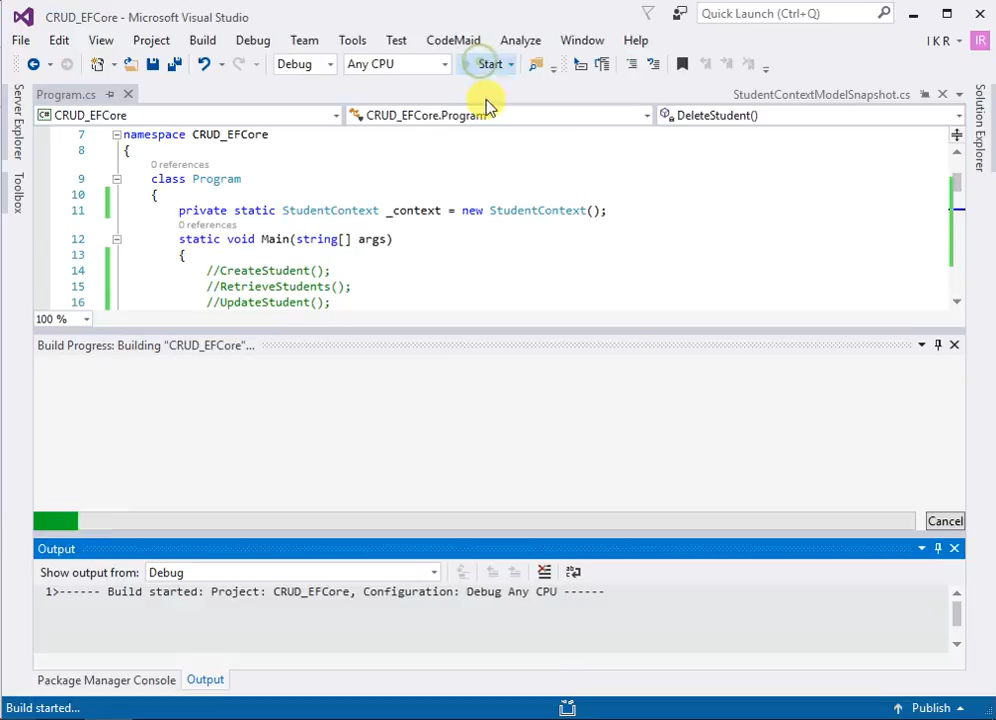 CRUD_EFCore - Microsoft Visual Studio
Quick Launch (Ctrl+Q)
File Edit View Project Build Debug Team Tools Test CodeMaid Analyze Window Help
I K R
IR
Debug Any CPU Start
Program.cs
StudentContextModelSnapshot.cs
CRUD_EFCore CRUD_EFCore.Program DeleteStudent()
Server Explorer
Toolbox
Solution Explorer
7 namespace CRUD_EFCore
8 {
0 references
9 class Program
10 {
11 private static StudentContext _context = new StudentContext();
0 references
12 static void Main(string[] args)
13 {
14 //CreateStudent();
15 //RetrieveStudents();
16 //UpdateStudent();
100 %
Build Progress: Building "CRUD_EFCore"...
Cancel
Output
Show output from: Debug
1>------ Build started: Project: CRUD_EFCore, Configuration: Debug Any CPU ------
Package Manager Console Output
Build started...
Publish